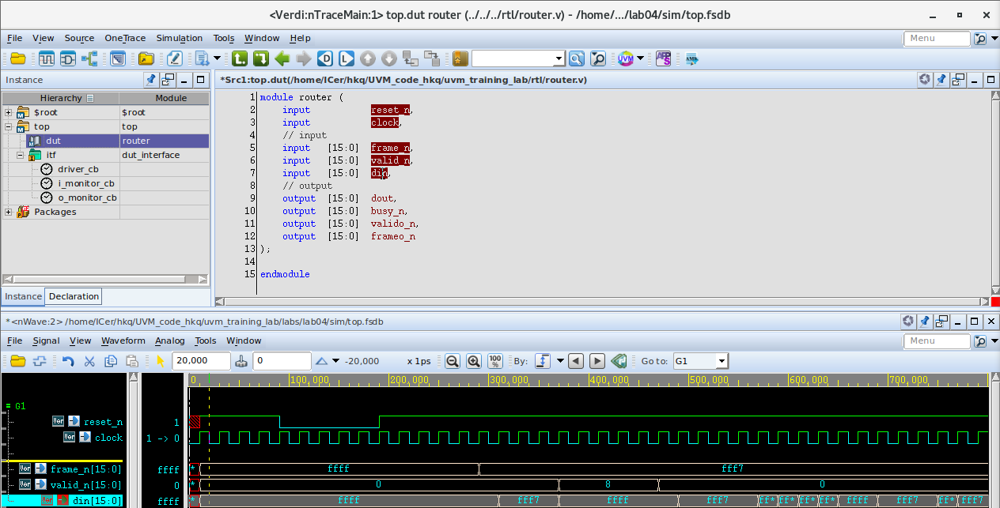 <Verdi:nTraceMain:1> top.dut router (../../../rtl/router.v) - /home/.../lab04/sim/top.fsdb
File View Source OneTrace Simulation Tools Window Help
Menu
Instance
*Src1:top.dut(/home/ICer/hkq/UVM_code_hkq/uvm_training_lab/rtl/router.v)
Hierarchy Module
$root $root
top top
dut router
itf dut_interface
driver_cb
i_monitor_cb
o_monitor_cb
Packages
1 module router (
2 input reset_n,
3 input clock,
4 // input
5 input [15:0] frame_n,
6 input [15:0] valid_n,
7 input [15:0] din,
8 // output
9 output [15:0] dout,
10 output [15:0] busy_n,
11 output [15:0] valido_n,
12 output [15:0] frameo_n
13 );
14
15 endmodule
Instance Declaration
*<nWave:2> /home/ICer/hkq/UVM_code_hkq/uvm_training_lab/labs/lab04/sim/top.fsdb
File Signal View Waveform Analog Tools Window
Menu
20,000 0 -20,000 x 1ps 100% By: Go to: G1
0 100,000 200,000 300,000 400,000 500,000 600,000 700,000
G1
reset_n 1
clock 1 -> 0
frame_n[15:0] ffff * ffff fff7
valid_n[15:0] 0 * 0 8 0
din[15:0] ffff * ffff fff7 ffff fff7 ff* ff* ff* ff* ffff fff7 ff* fff7